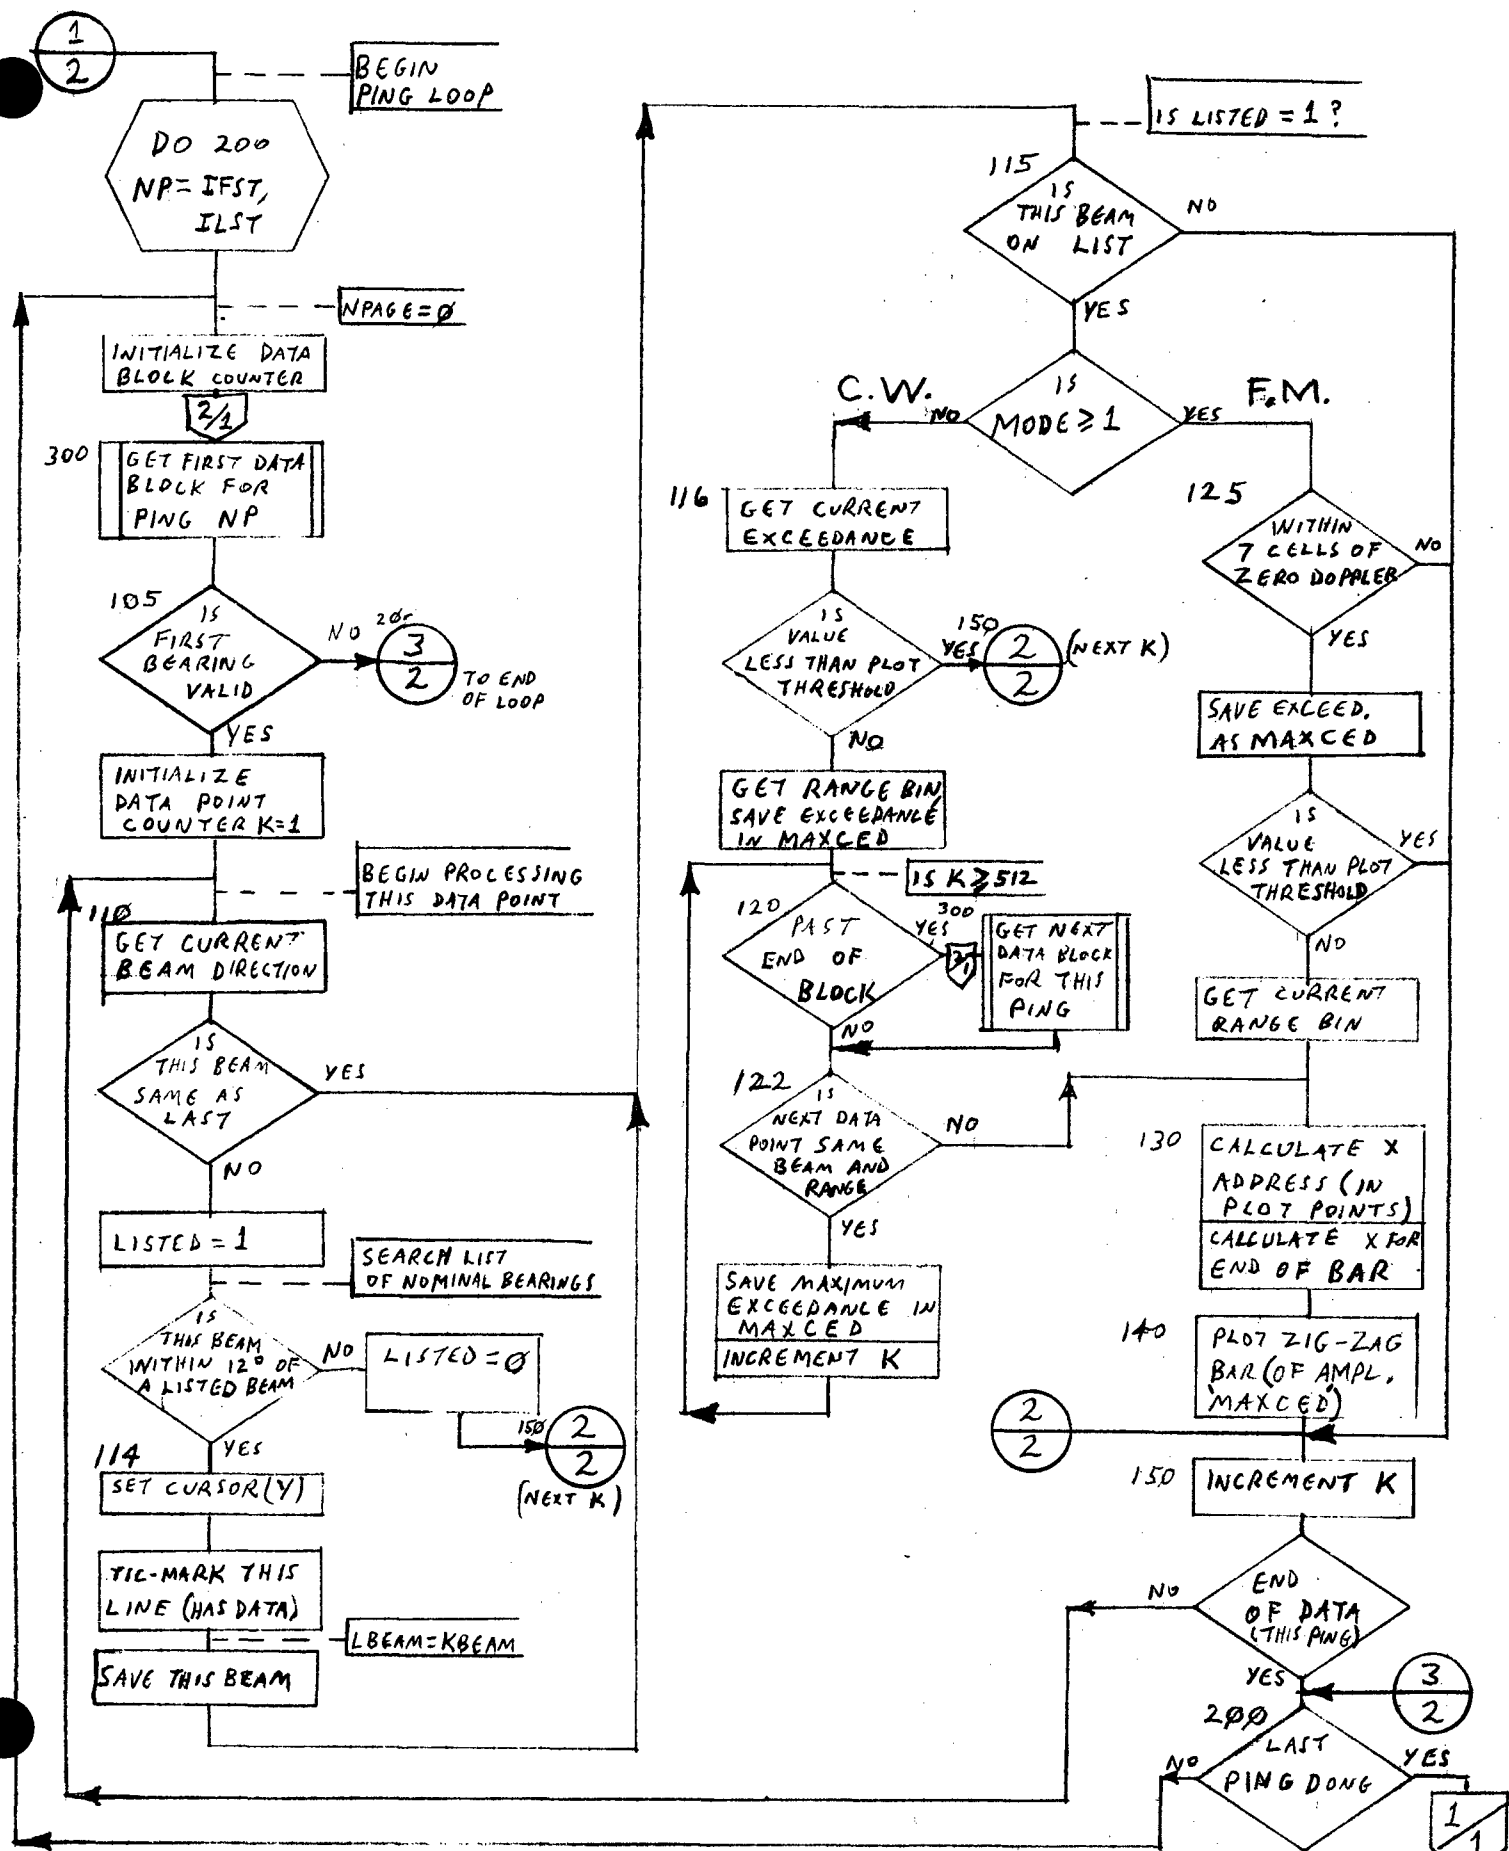 1
2
BEGIN
PING LOOP
DO 200
NP=IFST,
ILST
NPAGE=Ø
INITIALIZE DATA
BLOCK COUNTER
2/1
300
GET FIRST DATA
BLOCK FOR
PING NP
1Ø5
IS
FIRST
BEARING
VALID
NO
3
2
TO END
OF LOOP
YES
INITIALIZE
DATA POINT
COUNTER K=1
BEGIN PROCESSING
THIS DATA POINT
11Ø
GET CURRENT
BEAM DIRECTION
IS
THIS BEAM
SAME AS
LAST
YES
NO
LISTED=1
SEARCH LIST
OF NOMINAL BEARINGS
IS
THIS BEAM
WITHIN 12° OF
A LISTED BEAM
NO
LISTED=Ø
15Ø
2
2
(NEXT K)
YES
114
SET CURSOR(Y)
TIC-MARK THIS
LINE (HAS DATA)
LBEAM=KBEAM
SAVE THIS BEAM
IS LISTED=1?
115
IS
THIS BEAM
ON LIST
NO
YES
IS
MODE≥1
C.W.
NO
YES
F.M.
116
GET CURRENT
EXCEEDANCE
IS
VALUE
LESS THAN PLOT
THRESHOLD
150
YES
2
2
(NEXT K)
NO
GET RANGE BIN,
SAVE EXCEEDANCE
IN MAXCED
IS K≥512
120
PAST
END OF
BLOCK
YES
300
2/1
GET NEXT
DATA BLOCK
FOR THIS
PING
NO
122
IS
NEXT DATA
POINT SAME
BEAM AND
RANGE
NO
YES
SAVE MAXIMUM
EXCEEDANCE IN
MAXCED
INCREMENT K
125
WITHIN
7 CELLS OF
ZERO DOPPLER
NO
YES
SAVE EXCEED.
AS MAXCED
IS
VALUE
LESS THAN PLOT
THRESHOLD
YES
NO
GET CURRENT
RANGE BIN
130
CALCULATE X
ADDRESS (IN
PLOT POINTS)
CALCULATE X FOR
END OF BAR
140
PLOT ZIG-ZAG
BAR (OF AMPL.
'MAXCED')
2
2
150
INCREMENT K
END
OF DATA
(THIS PING)
NO
YES
3
2
2ØØ
LAST
PING DONG
NO
YES
1
1